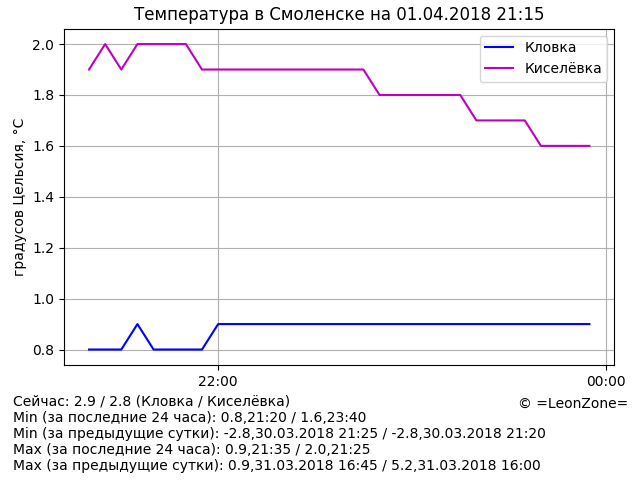 Температура в Смоленске на 01.04.2018 21:15
Кловка
Киселёвка
градусов Цельсия, °C
2.0
1.8
1.6
1.4
1.2
1.0
0.8
22:00
00:00
Сейчас: 2.9 / 2.8 (Кловка / Киселёвка)
© =LeonZone=
Min (за последние 24 часа): 0.8,21:20 / 1.6,23:40
Min (за предыдущие сутки): -2.8,30.03.2018 21:25 / -2.8,30.03.2018 21:20
Max (за последние 24 часа): 0.9,21:35 / 2.0,21:25
Max (за предыдущие сутки): 0.9,31.03.2018 16:45 / 5.2,31.03.2018 16:00